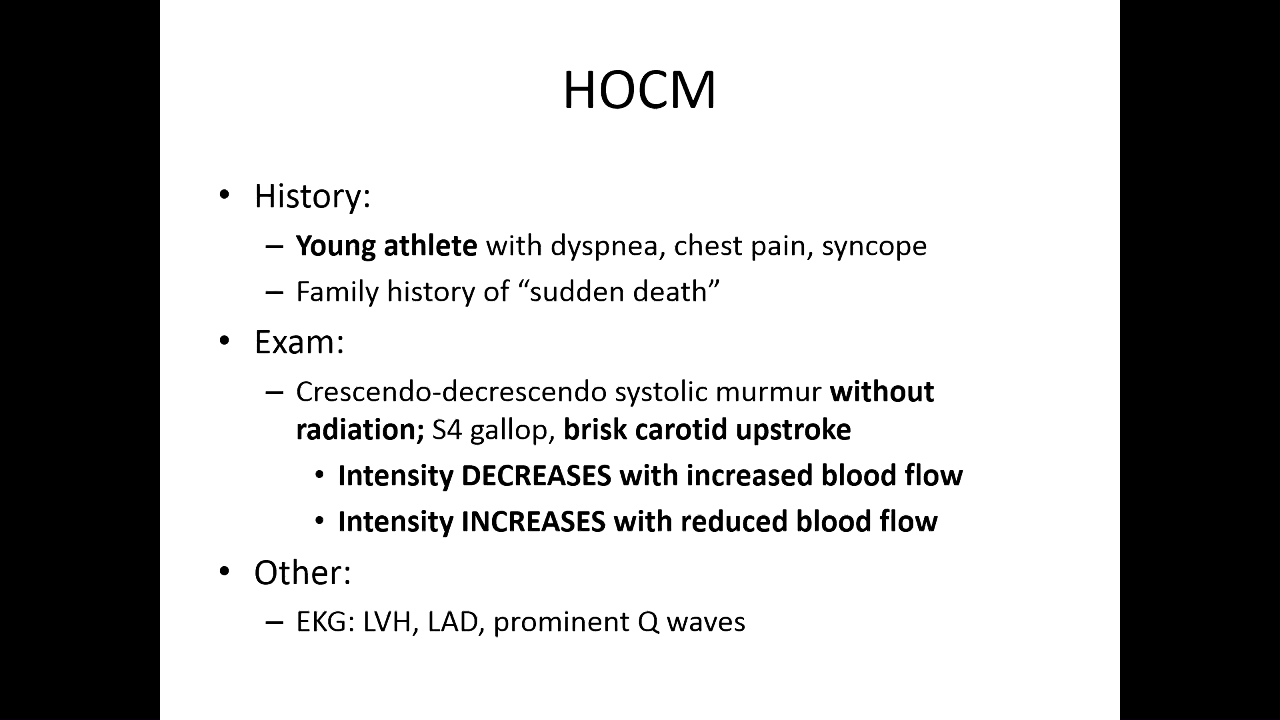 HOCM
• History:
– Young athlete with dyspnea, chest pain, syncope
– Family history of “sudden death”
• Exam:
– Crescendo-decrescendo systolic murmur without
radiation; S4 gallop, brisk carotid upstroke
• Intensity DECREASES with increased blood flow
• Intensity INCREASES with reduced blood flow
• Other:
– EKG: LVH, LAD, prominent Q waves